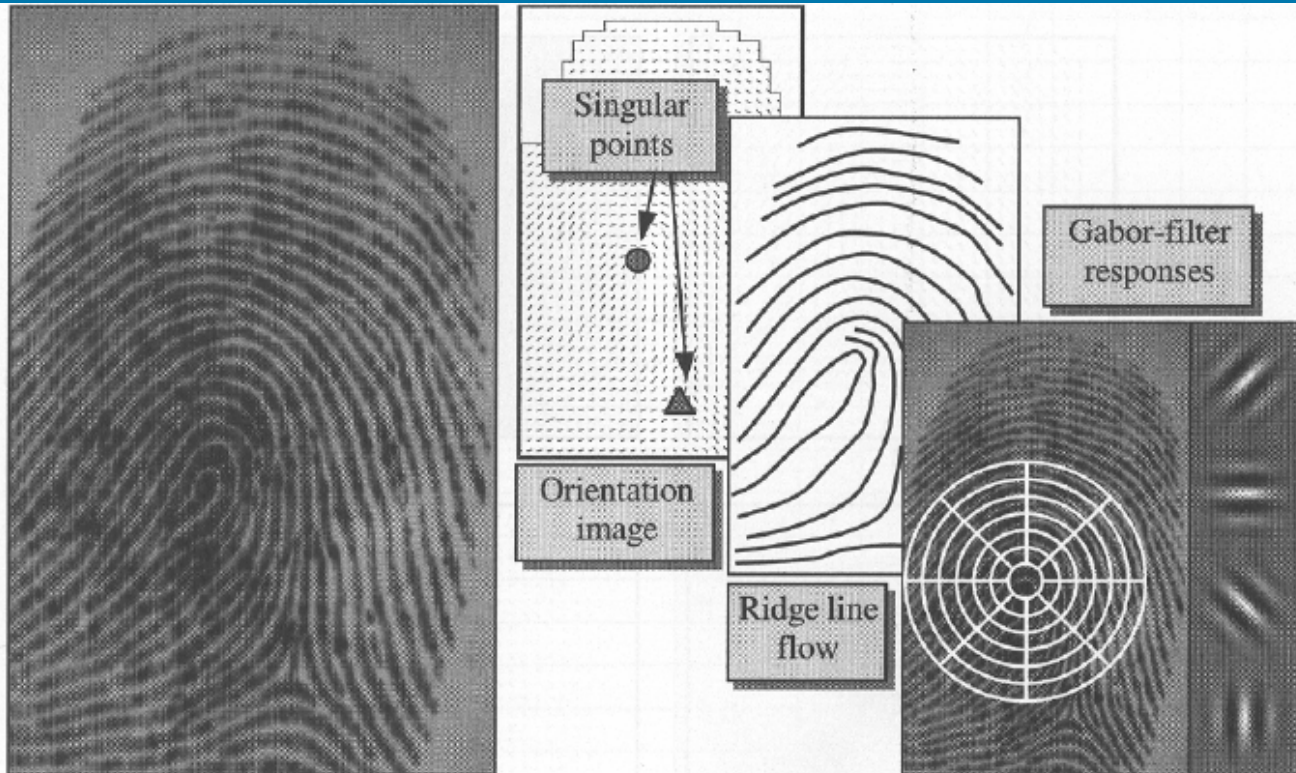 Singular
points
Orientation
image
Ridge line
flow
Gabor-filter
responses